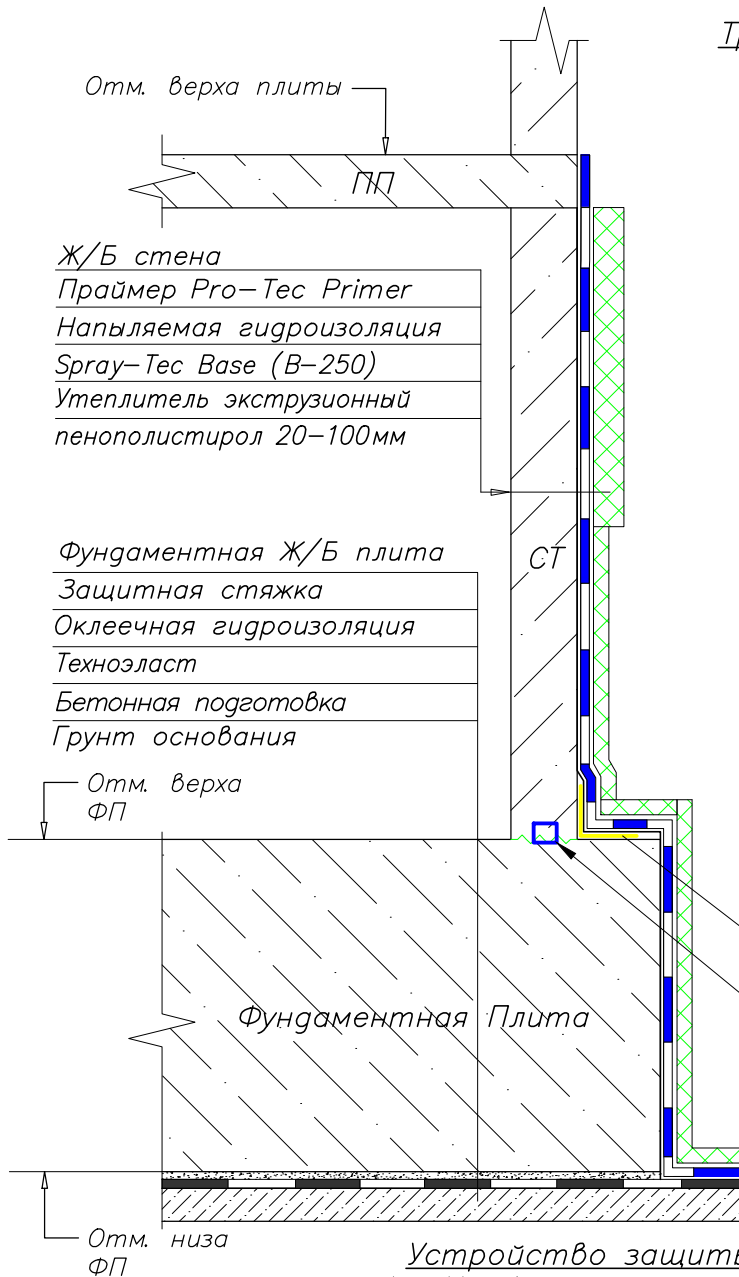 Отм. верха плиты
ПП
Ж/Б стена
Праймер Pro-Tec Primer
Напыляемая гидроизоляция
Spray-Tec Base (B-250)
Утеплитель экструзионный
пенополистирол 20-100мм
Фундаментная Ж/Б плита
СТ
Защитная стяжка
Оклеечная гидроизоляция
Техноэласт
Бетонная подготовка
Грунт основания
Отм. верха
ФП
Фундаментная Плита
Отм. низа
ФП
Устройство